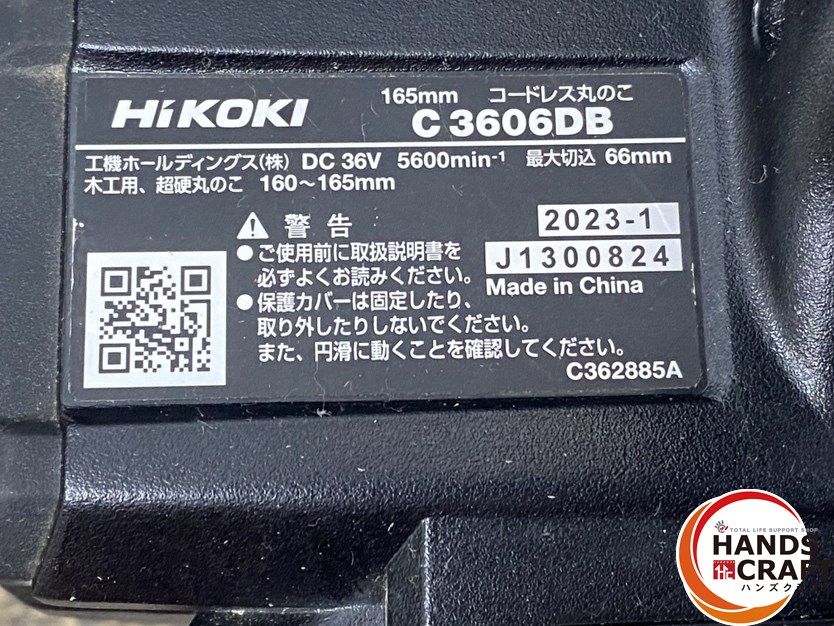 HiKOKI
165mm コードレス丸のこ
C 3606DB
工機ホールディングス(株) DC 36V 5600min-1 最大切込 66mm
木工用、超硬丸のこ 160～165mm
警告
●ご使用前に取扱説明書を
必ずよくお読みください。
●保護カバーは固定したり、
取り外したりしないでください。
また、円滑に動くことを確認してください。
2023-1
J1300824
Made in China
C362885A
TOTAL LIFE SUPPORT SHOP
HANDS
CRAFT
ハンズク